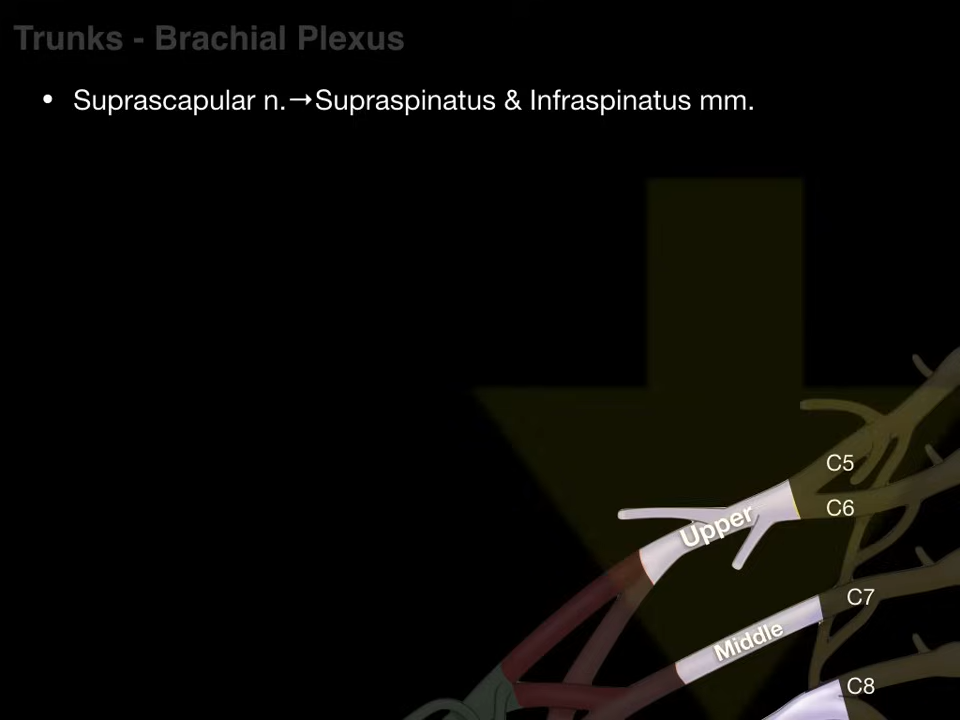 Trunks - Brachial Plexus
• Suprascapular n.→Supraspinatus & Infraspinatus mm.
C5
C6
Upper
C7
Middle
C8